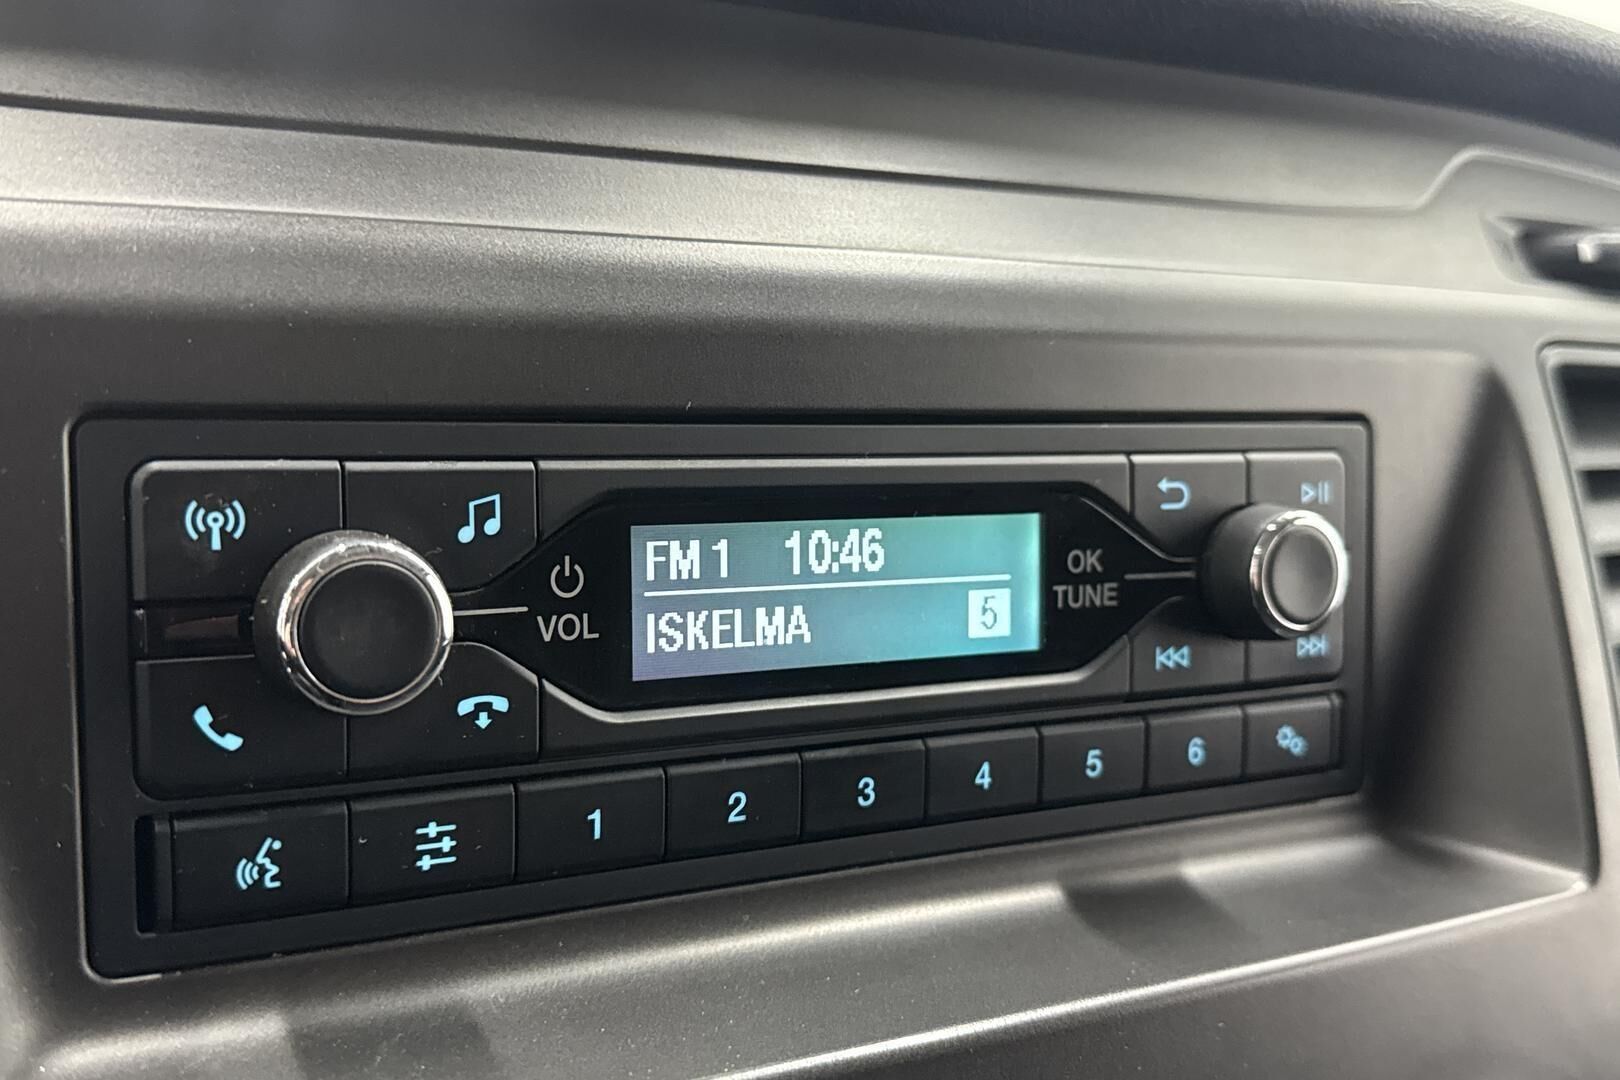 FM 1 10:46
ISKELMA 5
VOL
OK
TUNE
1 2 3 4 5 6